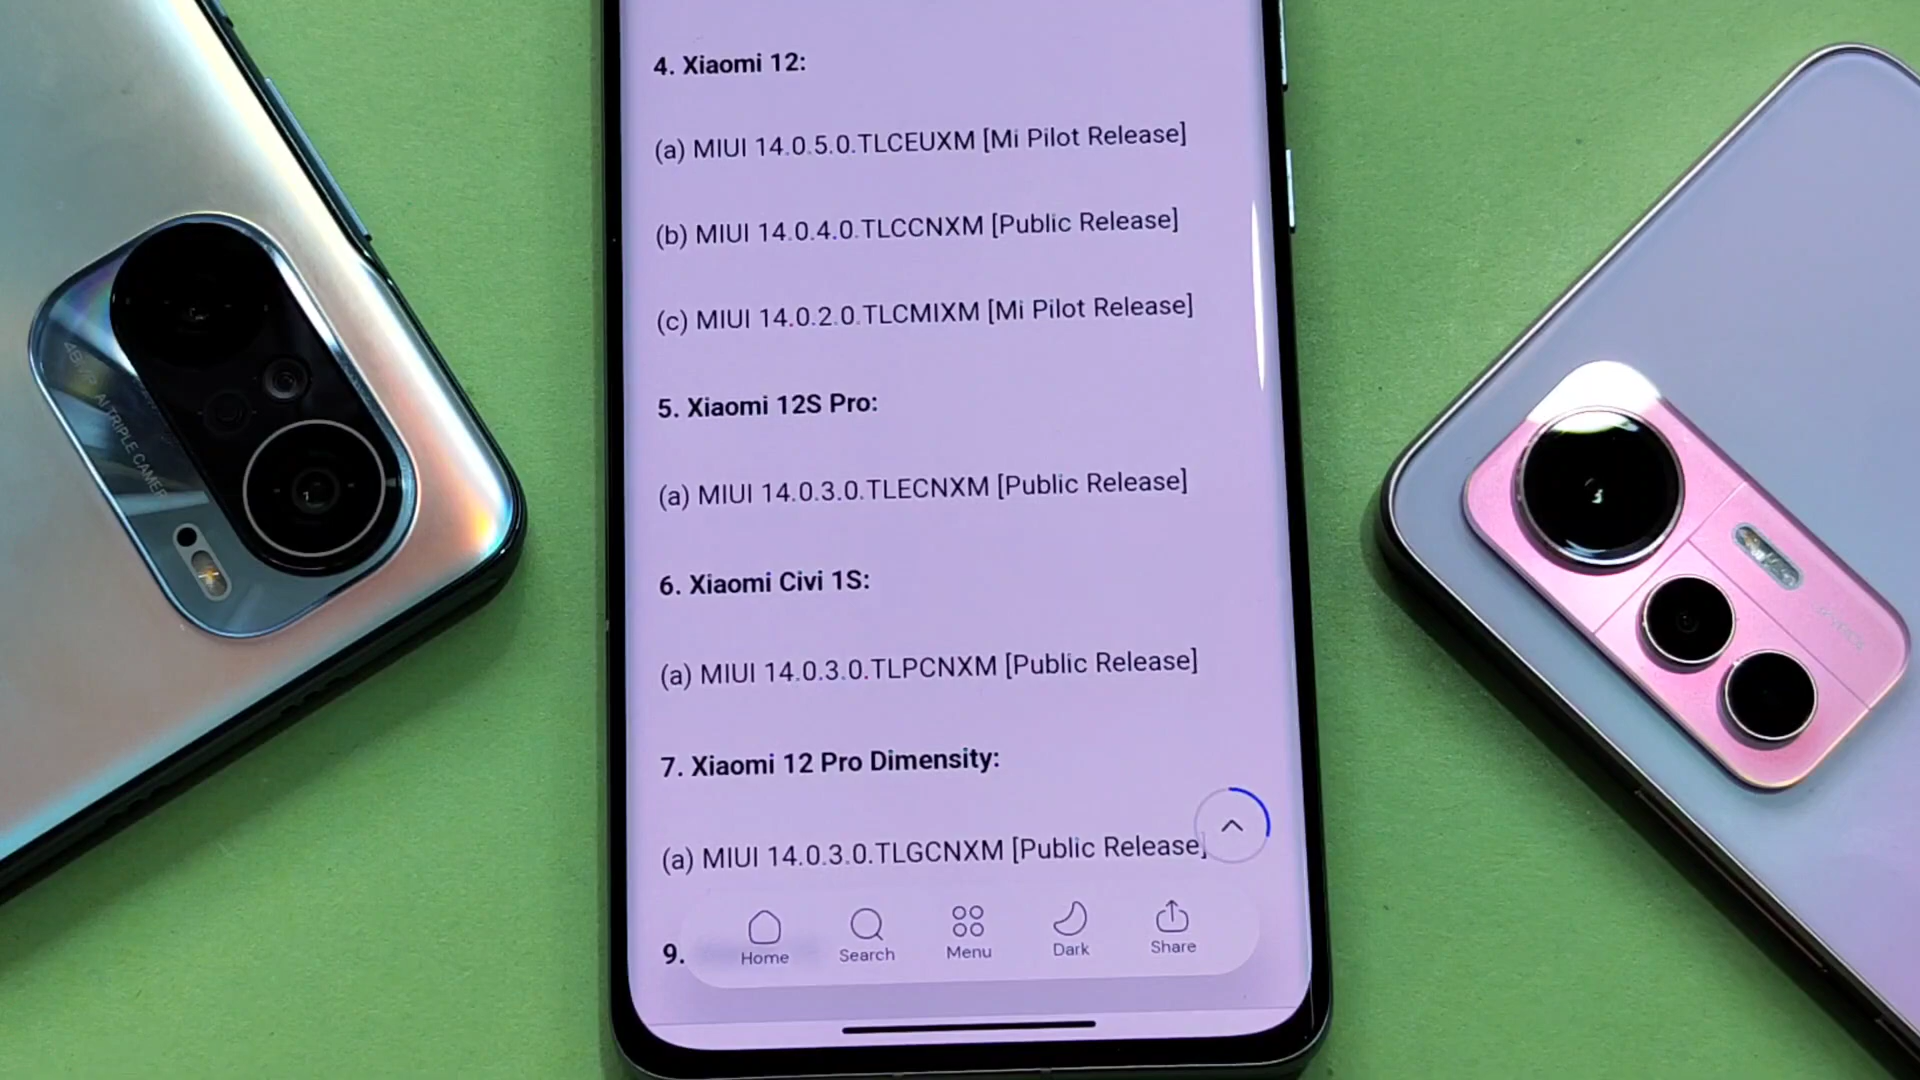 4. Xiaomi 12:
(a) MIUI 14.0.5.0.TLCEUXM [Mi Pilot Release]
(b) MIUI 14.0.4.0.TLCCNXM [Public Release]
(c) MIUI 14.0.2.0.TLCMIXM [Mi Pilot Release]
5. Xiaomi 12S Pro:
(a) MIUI 14.0.3.0.TLECNXM [Public Release]
6. Xiaomi Civi 1S:
(a) MIUI 14.0.3.0.TLPCNXM [Public Release]
7. Xiaomi 12 Pro Dimensity:
(a) MIUI 14.0.3.0.TLGCNXM [Public Release]
9.
Home
Search
Menu
Dark
Share
48MP
AI TRIPLE CAMERA